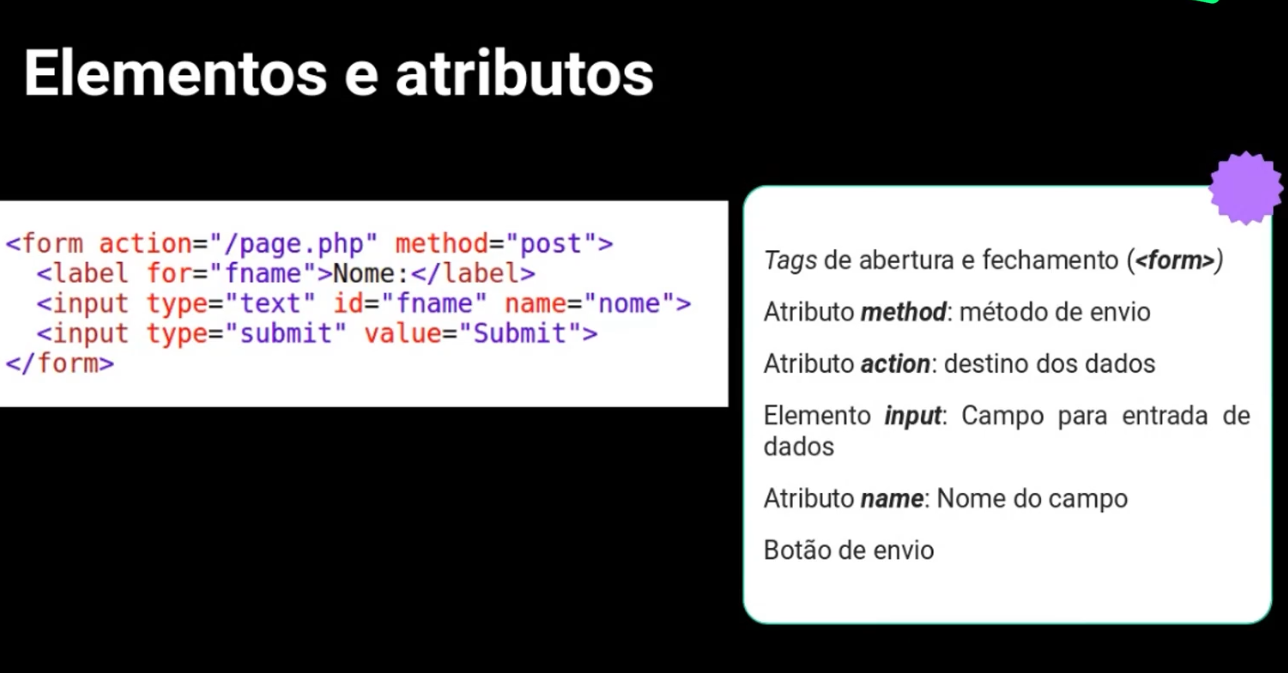 Elementos e atributos
<form action="/page.php" method="post">
<label for="fname">Nome:</label>
<input type="text" id="fname" name="nome">
<input type="submit" value="Submit">
</form>
Tags de abertura e fechamento (<form>)
Atributo method: método de envio
Atributo action: destino dos dados
Elemento input: Campo para entrada de
dados
Atributo name: Nome do campo
Botão de envio